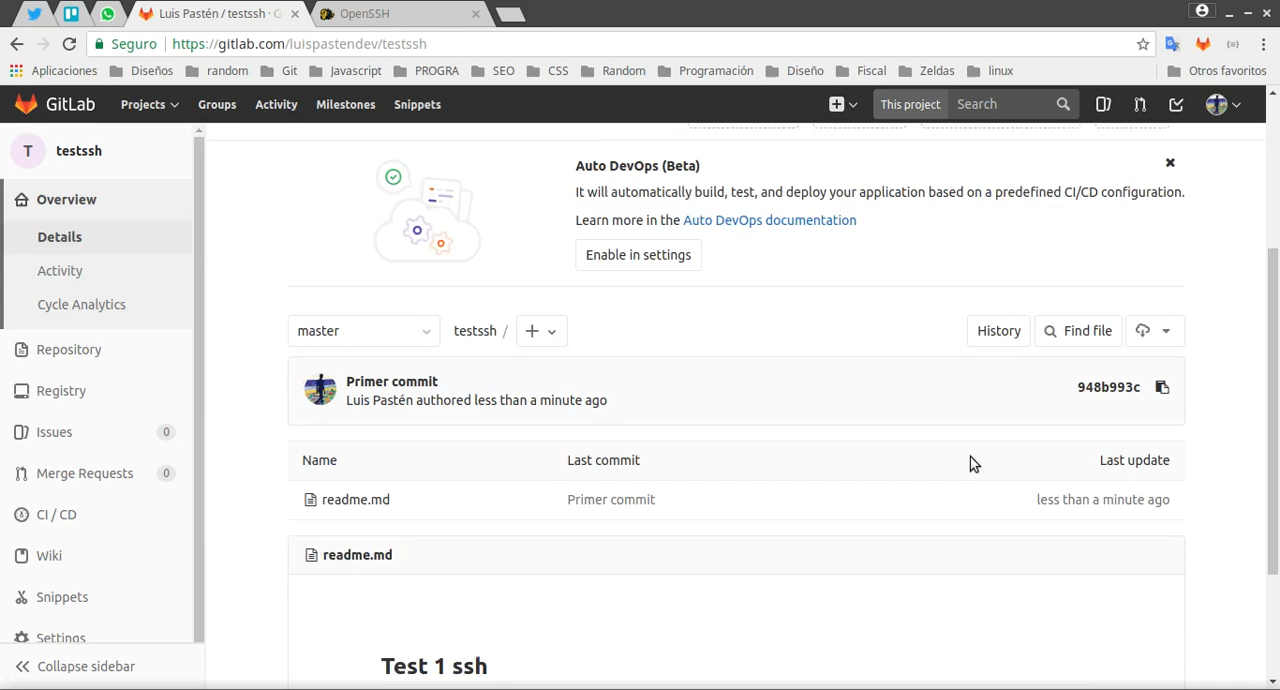 Luis Pastén / testssh · G
OpenSSH
Seguro
https://gitlab.com/luispastendev/testssh
Aplicaciones
Diseños
random
Git
Javascript
PROGRA
SEO
CSS
Random
Programación
Diseño
Fiscal
Zeldas
linux
Otros favoritos
GitLab
Projects
Groups
Activity
Milestones
Snippets
This project
Search
T
testssh
Overview
Details
Activity
Cycle Analytics
Repository
Registry
Issues 0
Merge Requests 0
CI / CD
Wiki
Snippets
Settings
Collapse sidebar
Auto DevOps (Beta)
It will automatically build, test, and deploy your application based on a predefined CI/CD configuration.
Learn more in the Auto DevOps documentation
Enable in settings
master
testssh /
History
Find file
Primer commit
Luis Pastén authored less than a minute ago
948b993c
Name Last commit Last update
readme.md Primer commit less than a minute ago
readme.md
Test 1 ssh